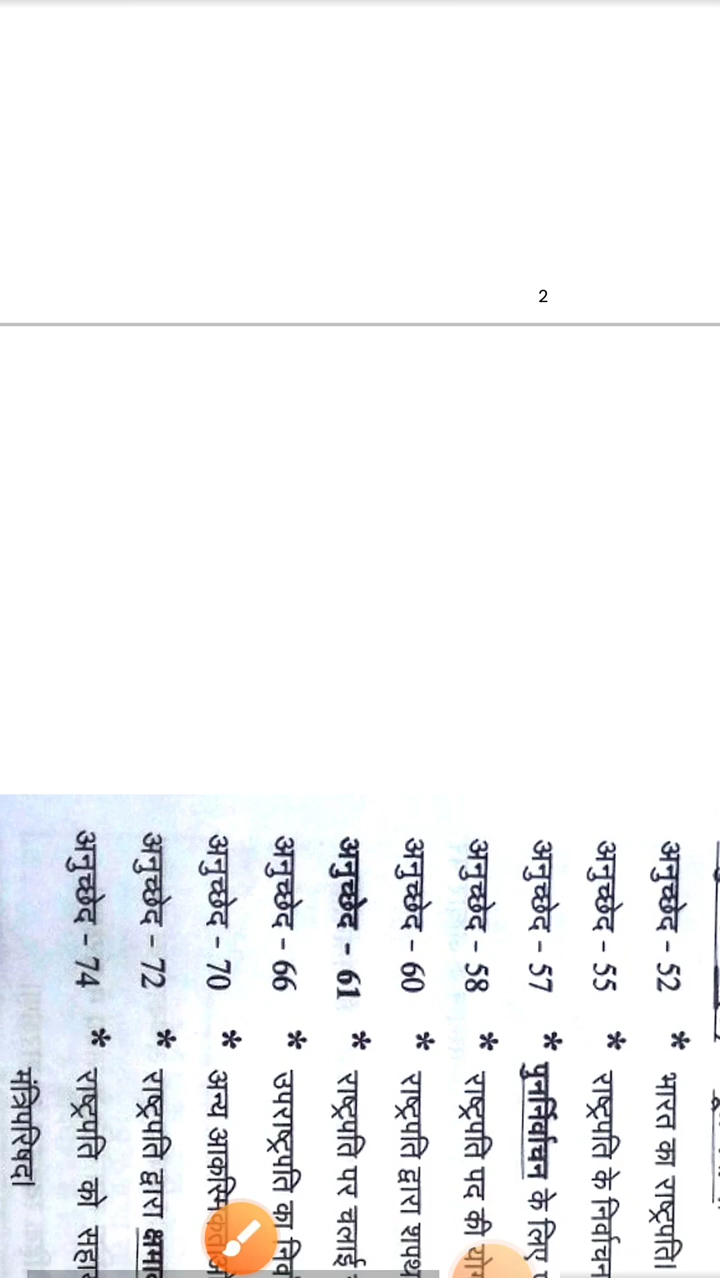 2
अनुच्छेद - 52 * भारत का राष्ट्रपति।
अनुच्छेद - 55 * राष्ट्रपति के निर्वाचन
अनुच्छेद - 57 * पुनर्निर्वाचन के लिए
अनुच्छेद - 58 * राष्ट्रपति पद की
अनुच्छेद - 60 * राष्ट्रपति द्वारा शपथ
अनुच्छेद - 61 * राष्ट्रपति पर चलाई
अनुच्छेद - 66 * उपराष्ट्रपति का
अनुच्छेद - 70 * अन्य
अनुच्छेद - 72 * राष्ट्रपति द्वारा
अनुच्छेद - 74 * राष्ट्रपति को
मंत्रिपरिषद।